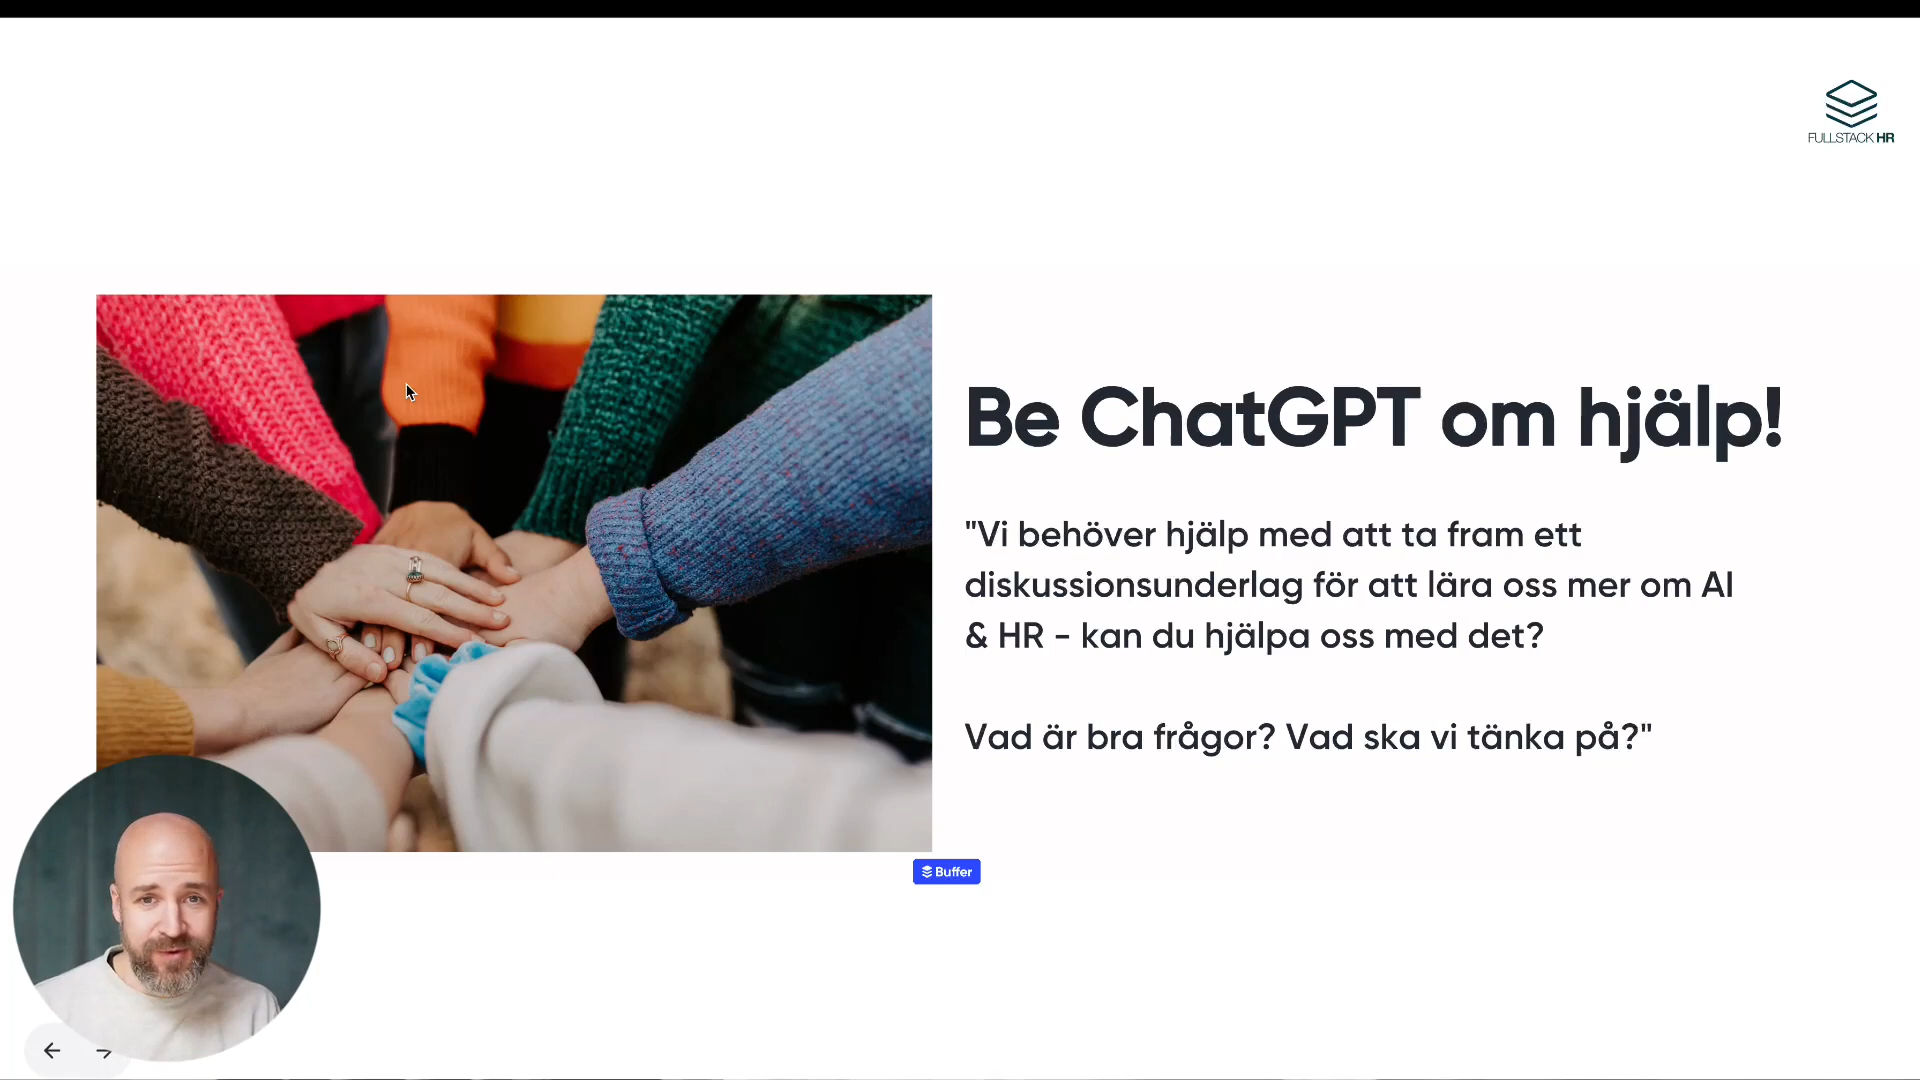 FULLSTACK HR
Be ChatGPT om hjälp!
"Vi behöver hjälp med att ta fram ett
diskussionsunderlag för att lära oss mer om AI
& HR - kan du hjälpa oss med det?
Vad är bra frågor? Vad ska vi tänka på?"
Buffer